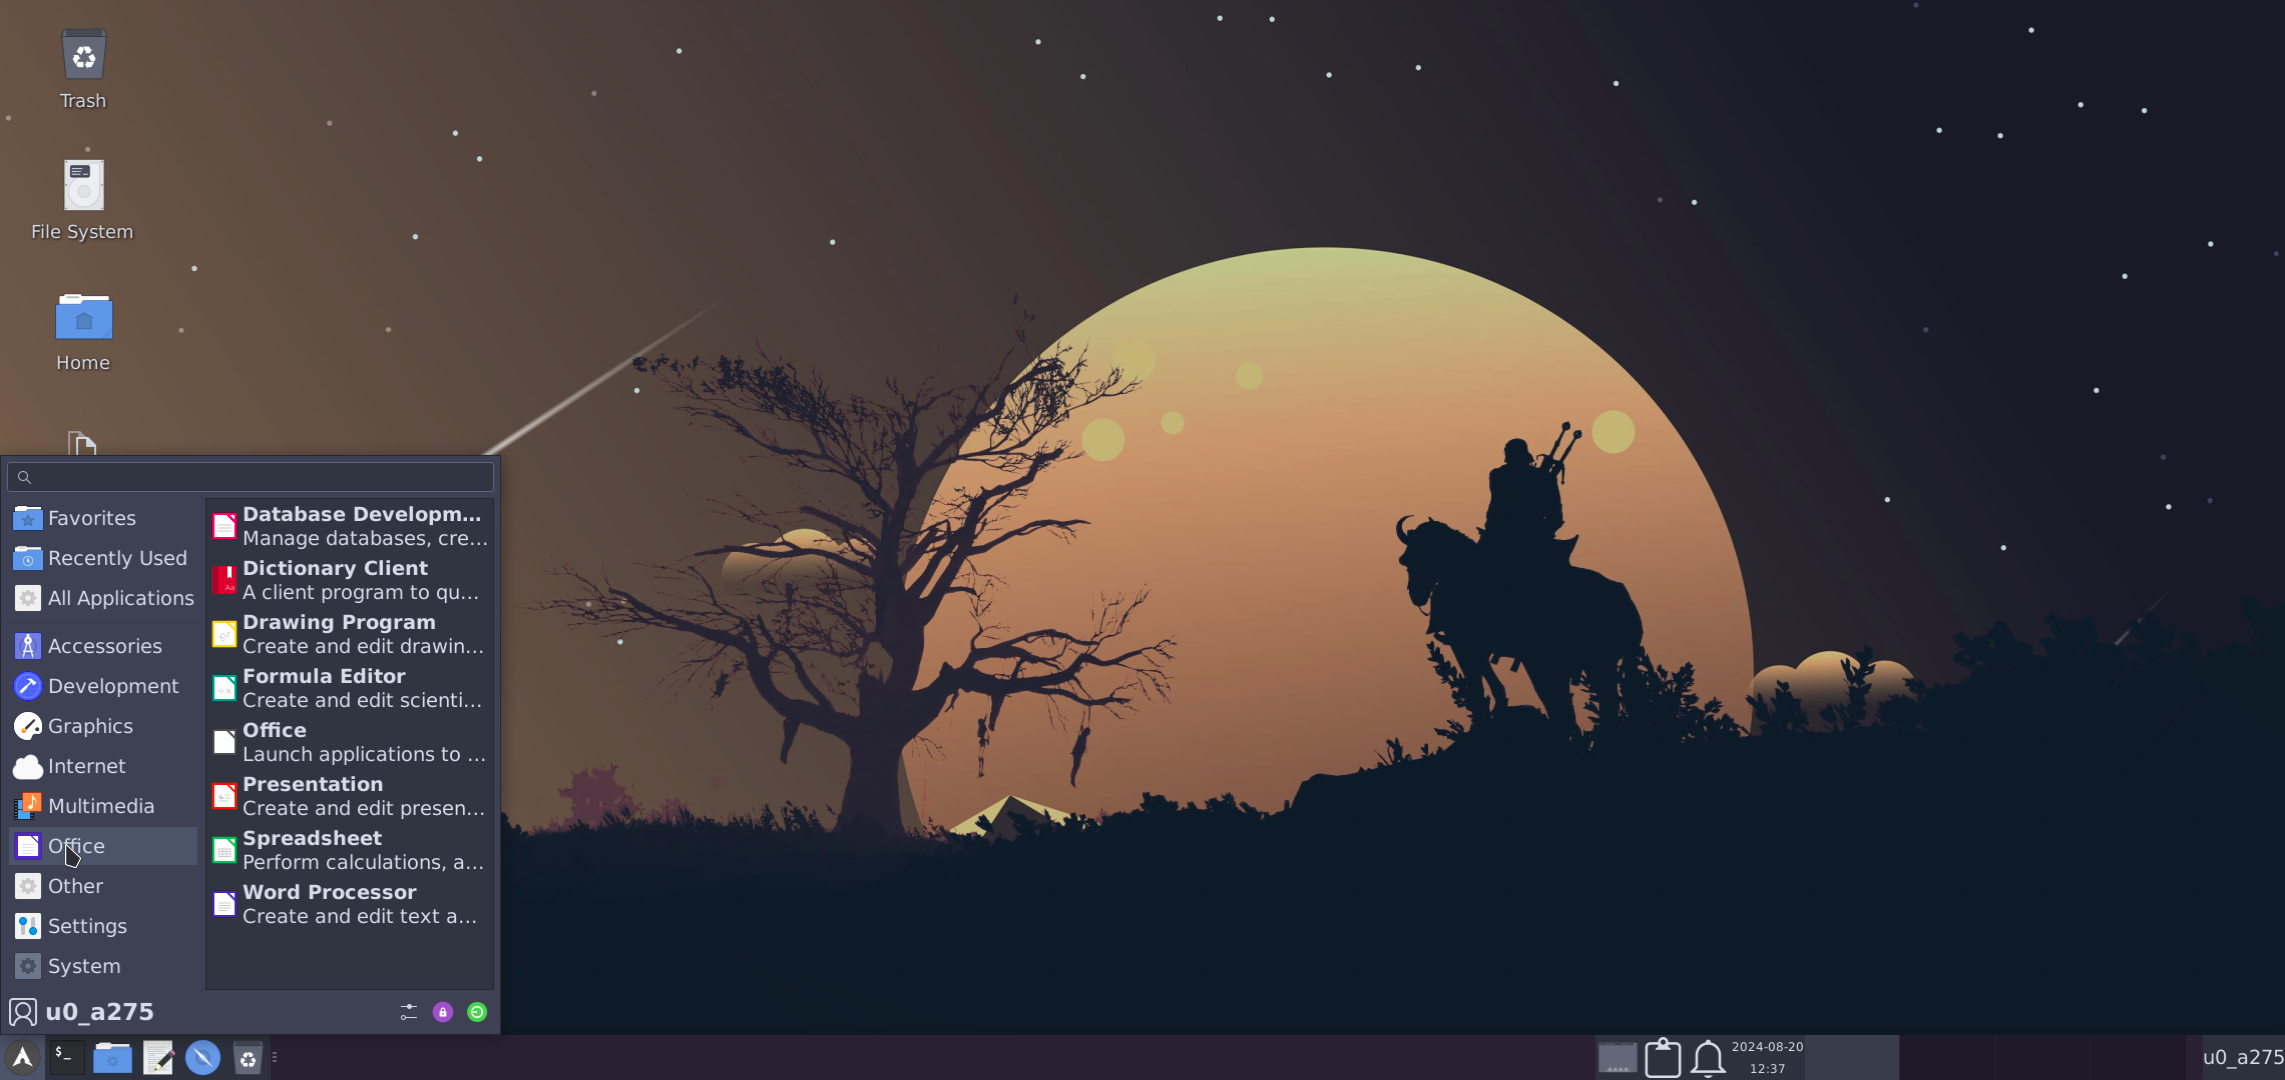 Trash
File System
Home
Favorites
Recently Used
All Applications
Accessories
Development
Graphics
Internet
Multimedia
Office
Other
Settings
System
Database Developm...
Manage databases, cre...
Dictionary Client
A client program to qu...
Drawing Program
Create and edit drawin...
Formula Editor
Create and edit scienti...
Office
Launch applications to ...
Presentation
Create and edit presen...
Spreadsheet
Perform calculations, a...
Word Processor
Create and edit text a...
u0_a275
$_
2024-08-20
12:37
u0_a275